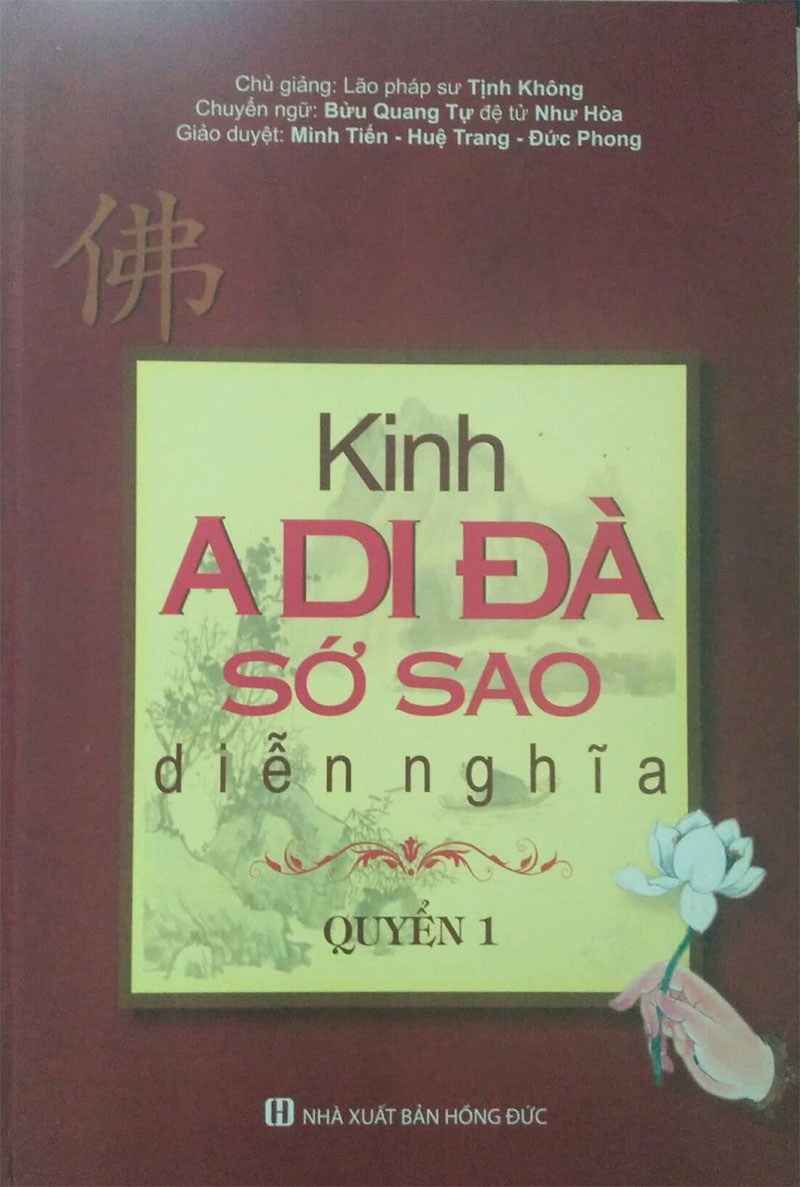 Chủ giảng: Lão pháp sư Tịnh Không
Chuyển ngữ: Bửu Quang Tự đệ tử Như Hòa
Giảo duyệt: Minh Tiến - Huệ Trang - Đức Phong
佛
Kinh
A DI ĐÀ
SỚ SAO
diễn nghĩa
QUYỂN 1
NHÀ XUẤT BẢN HỒNG ĐỨC